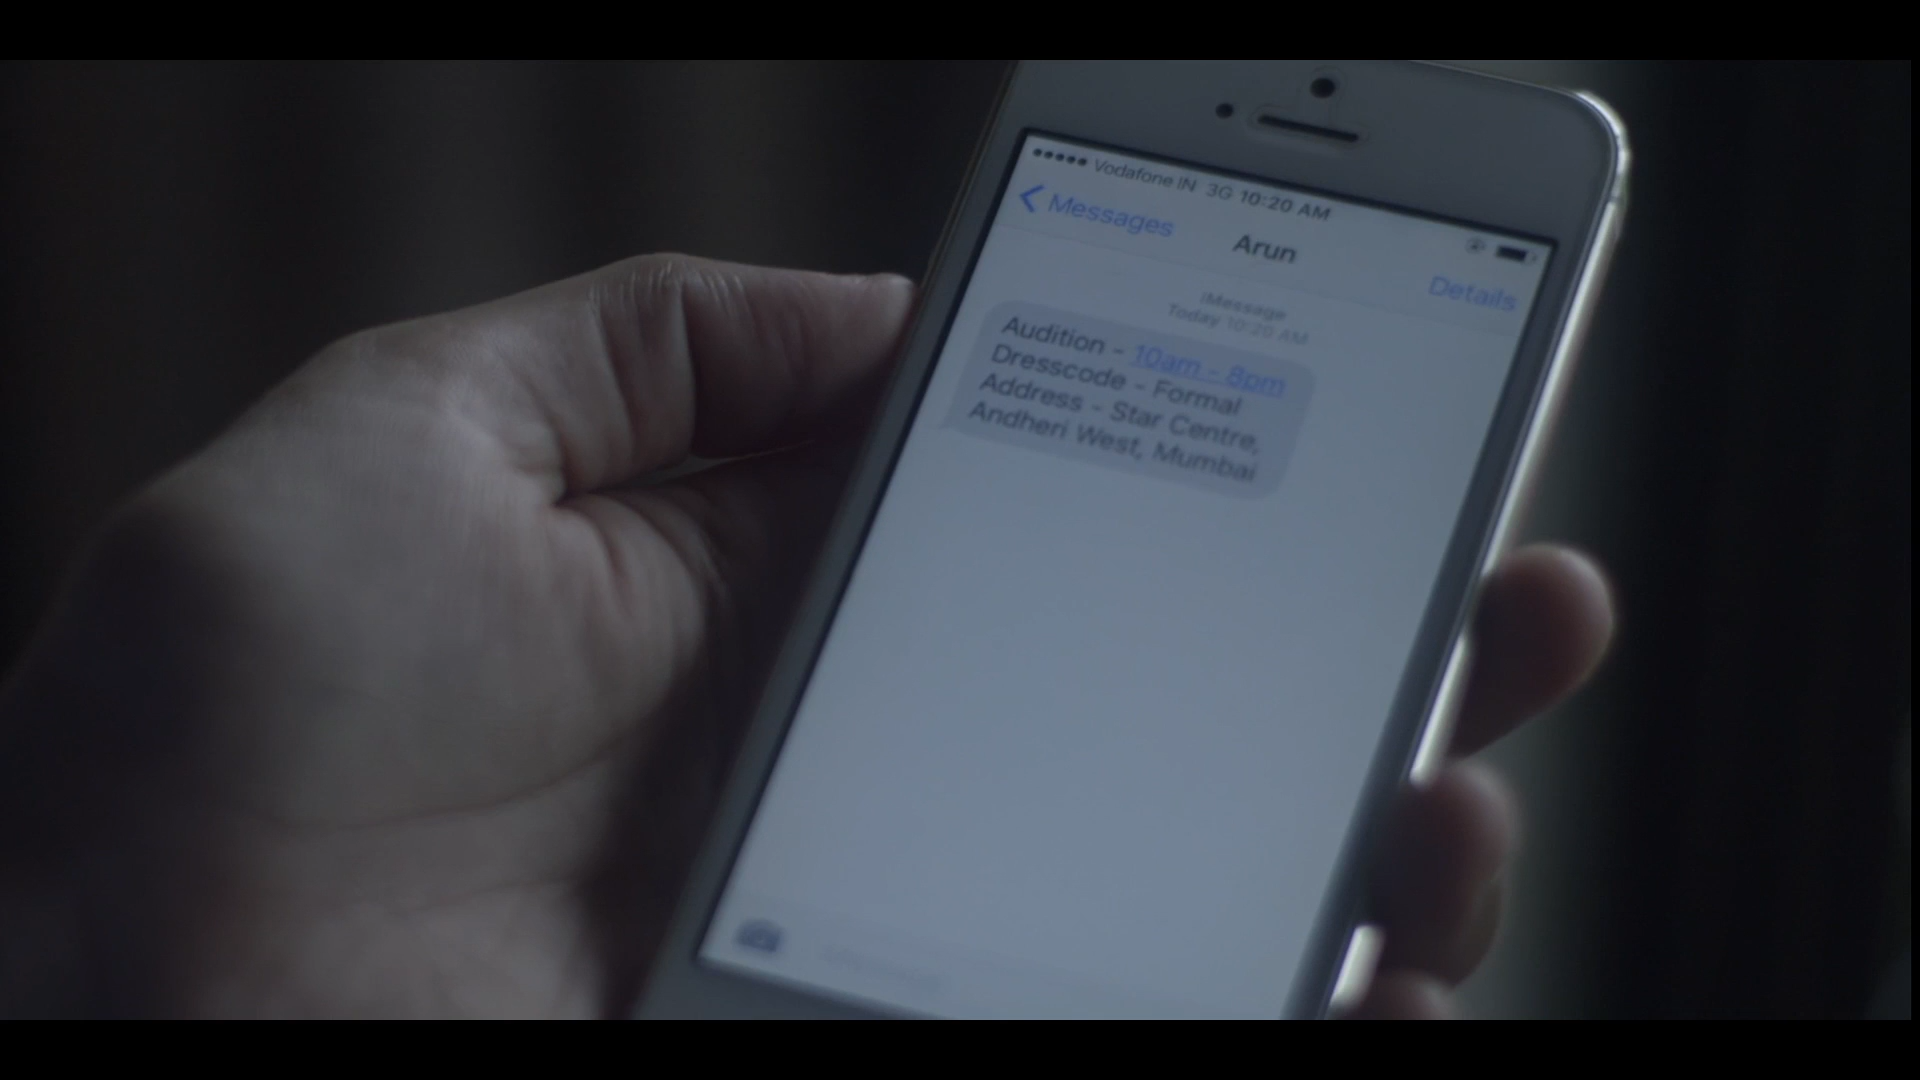 Vodafone IN 3G 10:20 AM
Messages Arun Details
iMessage
Today 10:20 AM
Audition - 10am - 8pm
Dresscode - Formal
Address - Star Centre,
Andheri West, Mumbai